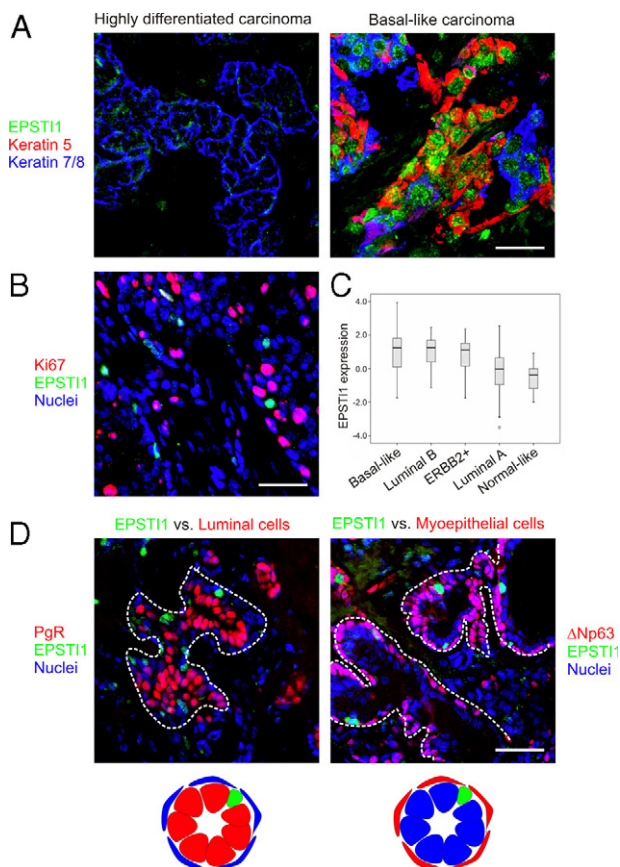 A
Highly differentiated carcinoma
Basal-like carcinoma
EPSTI1
Keratin 5
Keratin 7/8
B
Ki67
EPSTI1
Nuclei
C
EPSTI1 expression
4.0
2.0
0.0
-2.0
-4.0
Basal-like
Luminal B
ERBB2+
Luminal A
Normal-like
D
EPSTI1 vs. Luminal cells
EPSTI1 vs. Myoepithelial cells
PgR
EPSTI1
Nuclei
ΔNp63
EPSTI1
Nuclei